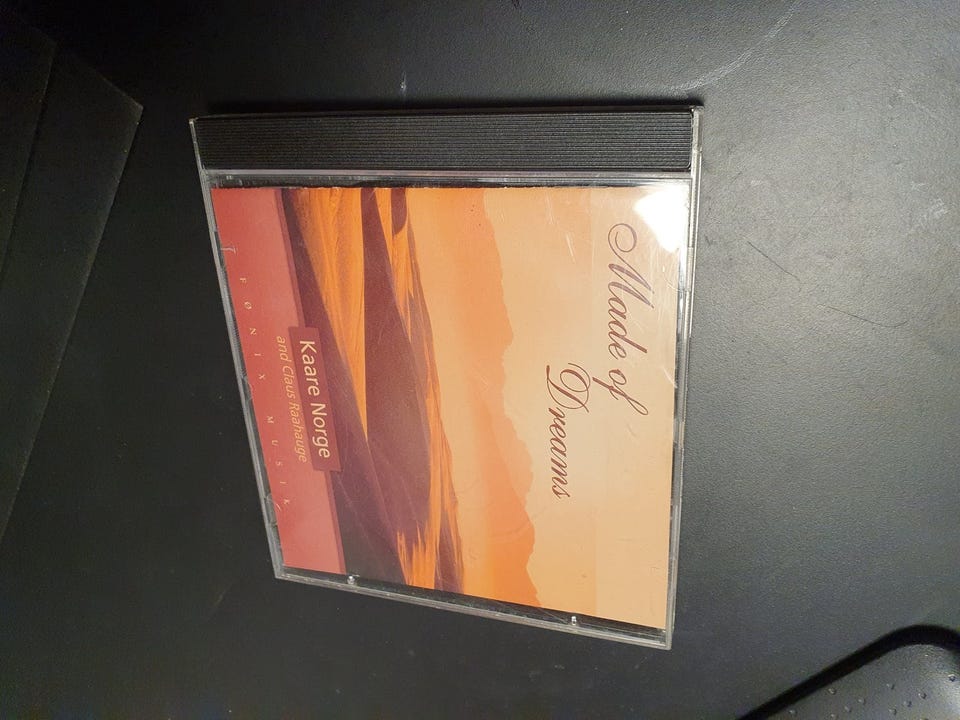 Made of
Dreams
Kaare Norge
and Claus Raahauge
FØNIX MUSIK